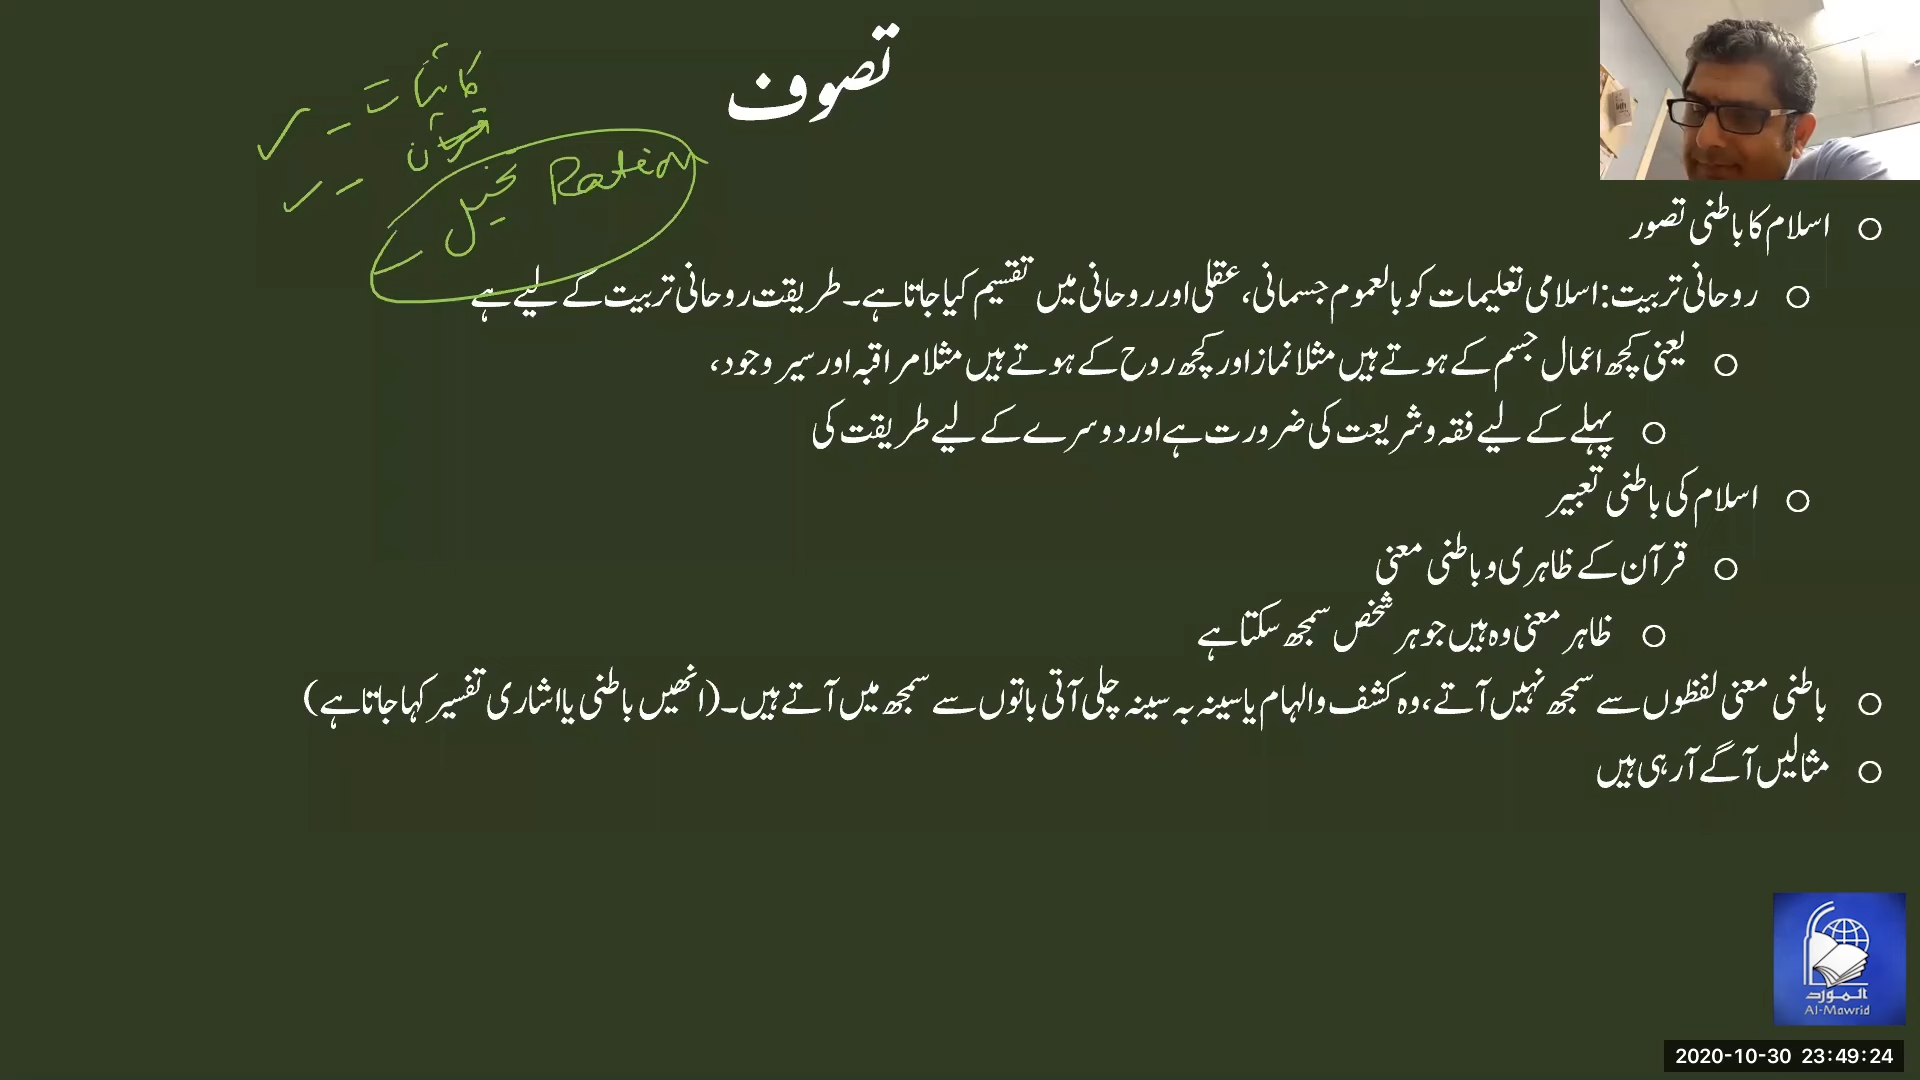 تصوف
کائنات
قرآن
تخیل Ration
اسلام کا باطنی تصور
روحانی تربیت: اسلامی تعلیمات کو بالعموم جسمانی، عقلی اور روحانی میں تقسیم کیا جاتا ہے۔ طریقت روحانی تربیت کے لیے ہے
یعنی کچھ اعمال جسم کے ہوتے ہیں مثلا نماز اور کچھ روح کے ہوتے ہیں مثلا مراقبہ اور سیر وجود،
پہلے کے لیے فقہ و شریعت کی ضرورت ہے اور دوسرے کے لیے طریقت کی
اسلام کی باطنی تعبیر
قرآن کے ظاہری و باطنی معنی
ظاہر معنی وہ ہیں جو ہر شخص سمجھ سکتا ہے
باطنی معنی لفظوں سے سمجھ نہیں آتے، وہ کشف و الہام یا سینہ بہ سینہ چلی آتی باتوں سے سمجھ میں آتے ہیں۔ (انھیں باطنی یا اشاری تفسیر کہا جاتا ہے)
مثالیں آگے آ رہی ہیں
المورد
Al-Mawrid
2020-10-30 23:49:24